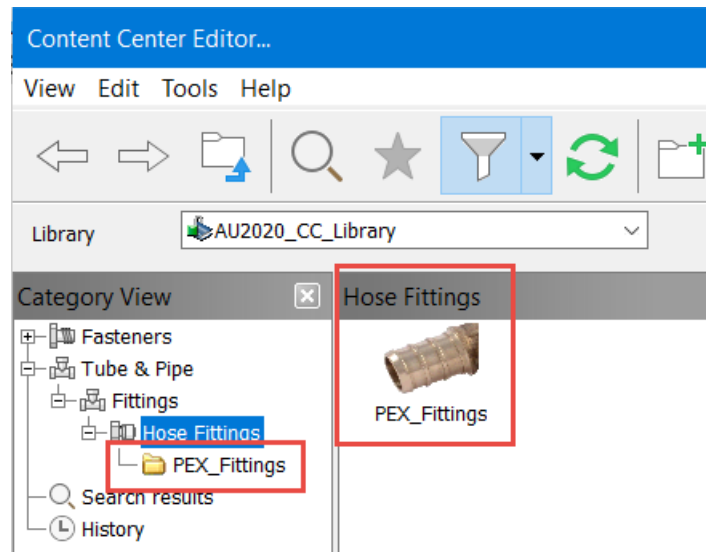 Content Center Editor...
View Edit Tools Help
Library AU2020_CC_Library
Category View
Hose Fittings
Fasteners
Tube & Pipe
Fittings
Hose Fittings
PEX_Fittings
Search results
History
PEX_Fittings